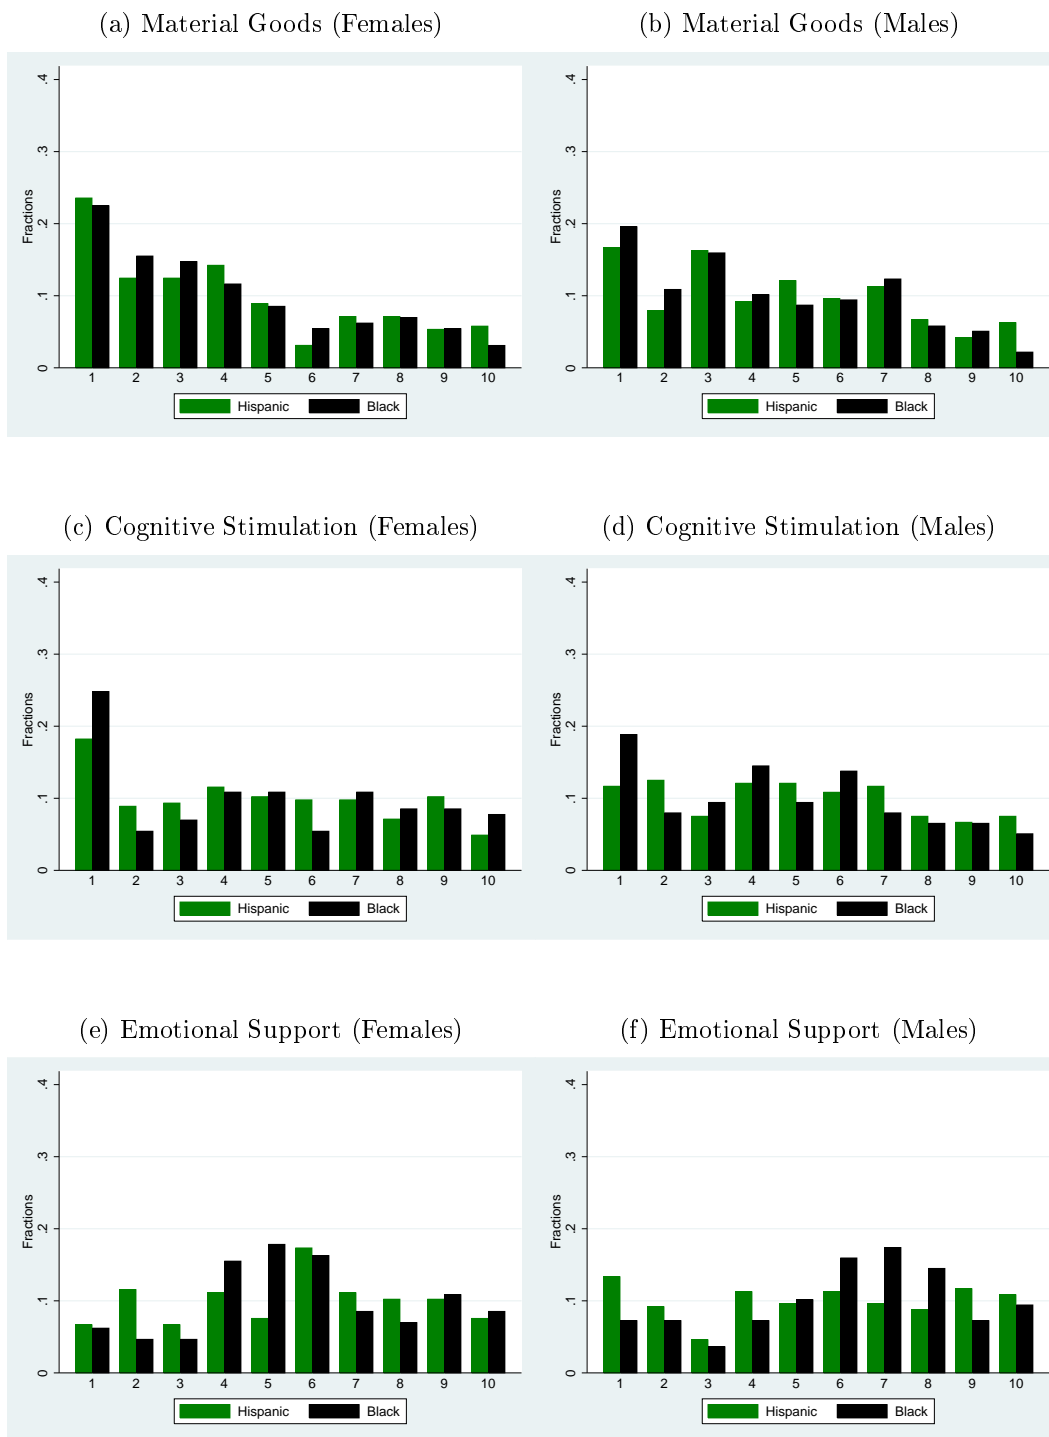 (a) Material Goods (Females)
(b) Material Goods (Males)
Fractions
0 .1 .2 .3 .4
1 2 3 4 5 6 7 8 9 10
Hispanic Black
Fractions
0 .1 .2 .3 .4
1 2 3 4 5 6 7 8 9 10
Hispanic Black
(c) Cognitive Stimulation (Females)
(d) Cognitive Stimulation (Males)
Fractions
0 .1 .2 .3 .4
1 2 3 4 5 6 7 8 9 10
Hispanic Black
Fractions
0 .1 .2 .3 .4
1 2 3 4 5 6 7 8 9 10
Hispanic Black
(e) Emotional Support (Females)
(f) Emotional Support (Males)
Fractions
0 .1 .2 .3 .4
1 2 3 4 5 6 7 8 9 10
Hispanic Black
Fractions
0 .1 .2 .3 .4
1 2 3 4 5 6 7 8 9 10
Hispanic Black